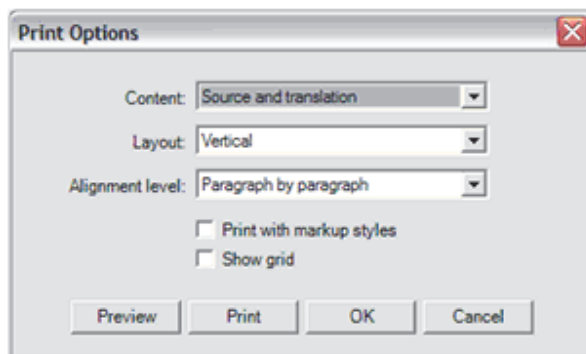 Print Options
Content: Source and translation
Layout: Vertical
Alignment level: Paragraph by paragraph
Print with markup styles
Show grid
Preview Print OK Cancel